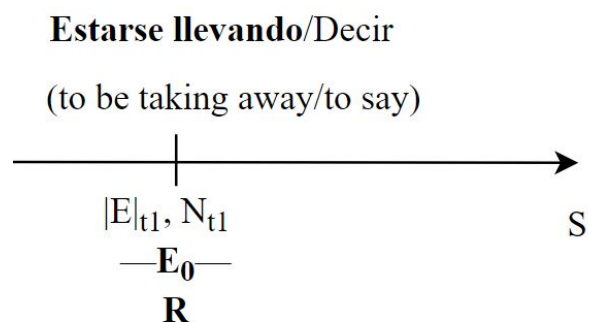 Estarse llevando/Decir
(to be taking away/to say)
|E|t1, Nt1
S
—E0—
R